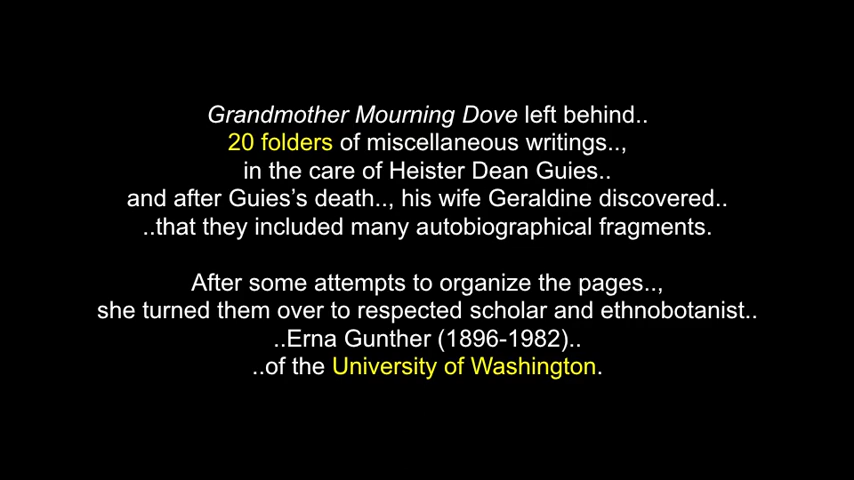 Grandmother Mourning Dove left behind..
20 folders of miscellaneous writings..,
in the care of Heister Dean Guies..
and after Guies’s death.., his wife Geraldine discovered..
..that they included many autobiographical fragments.
After some attempts to organize the pages..,
she turned them over to respected scholar and ethnobotanist..
..Erna Gunther (1896-1982)..
..of the University of Washington.